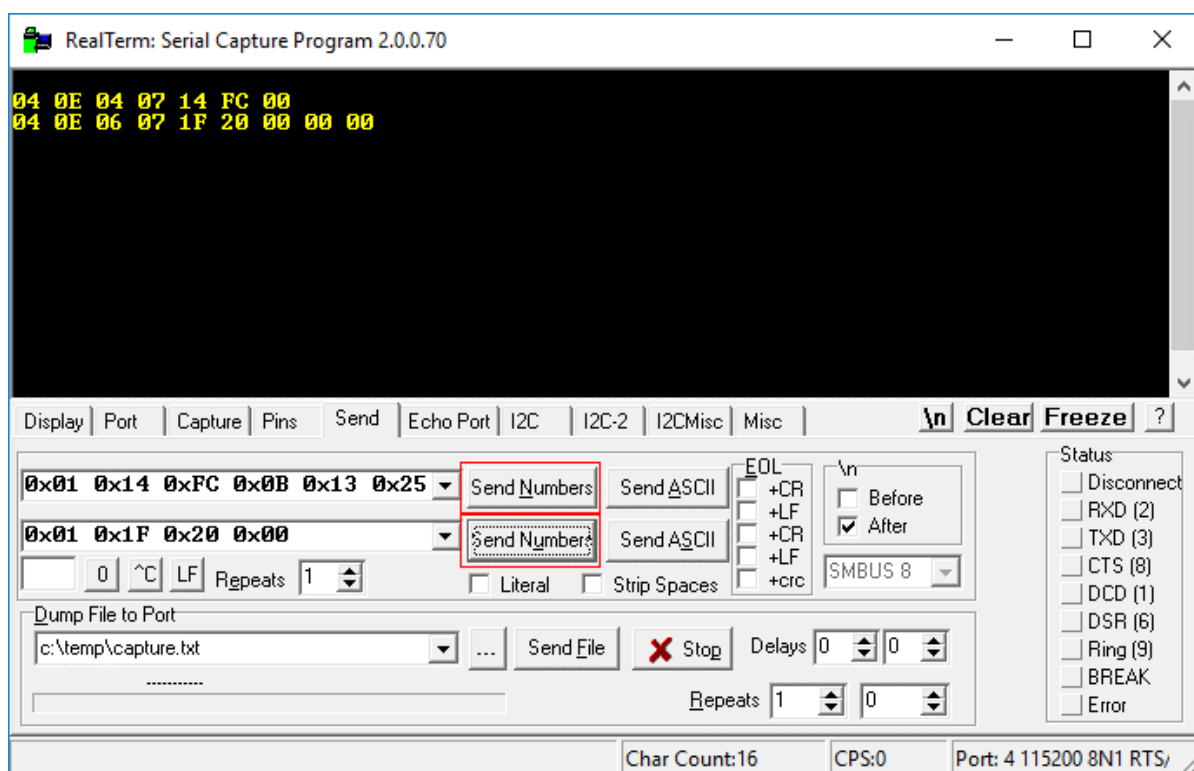 RealTerm: Serial Capture Program 2.0.0.70
04 0E 04 07 14 FC 00
04 0E 06 07 1F 20 00 00 00
Display Port Capture Pins Send Echo Port I2C I2C-2 I2CMisc Misc \n Clear Freeze ?
0x01 0x14 0xFC 0x0B 0x13 0x25 Send Numbers Send ASCII
0x01 0x1F 0x20 0x00 Send Numbers Send ASCII
0 ^C LF Repeats 1 Literal Strip Spaces
EOL
+CR
+LF
+CR
+LF
+crc
\n
Before
After
SMBUS 8
Dump File to Port
c:\temp\capture.txt ... Send File Stop Delays 0 0
-----------
Repeats 1 0
Status
Disconnect
RXD (2)
TXD (3)
CTS (8)
DCD (1)
DSR (6)
Ring (9)
BREAK
Error
Char Count:16 CPS:0 Port: 4 115200 8N1 RTS/